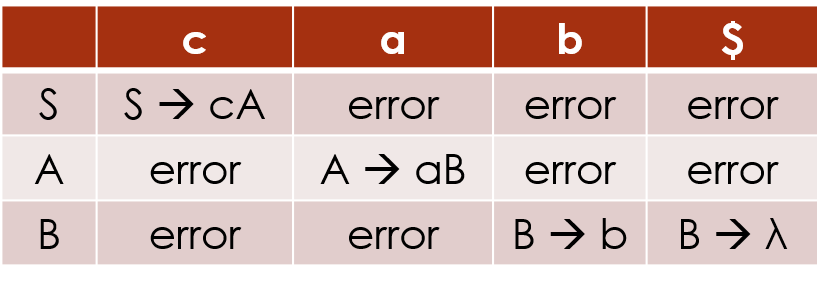 c a b $
S S → cA error error error
A error A → aB error error
B error error B → b B → λ